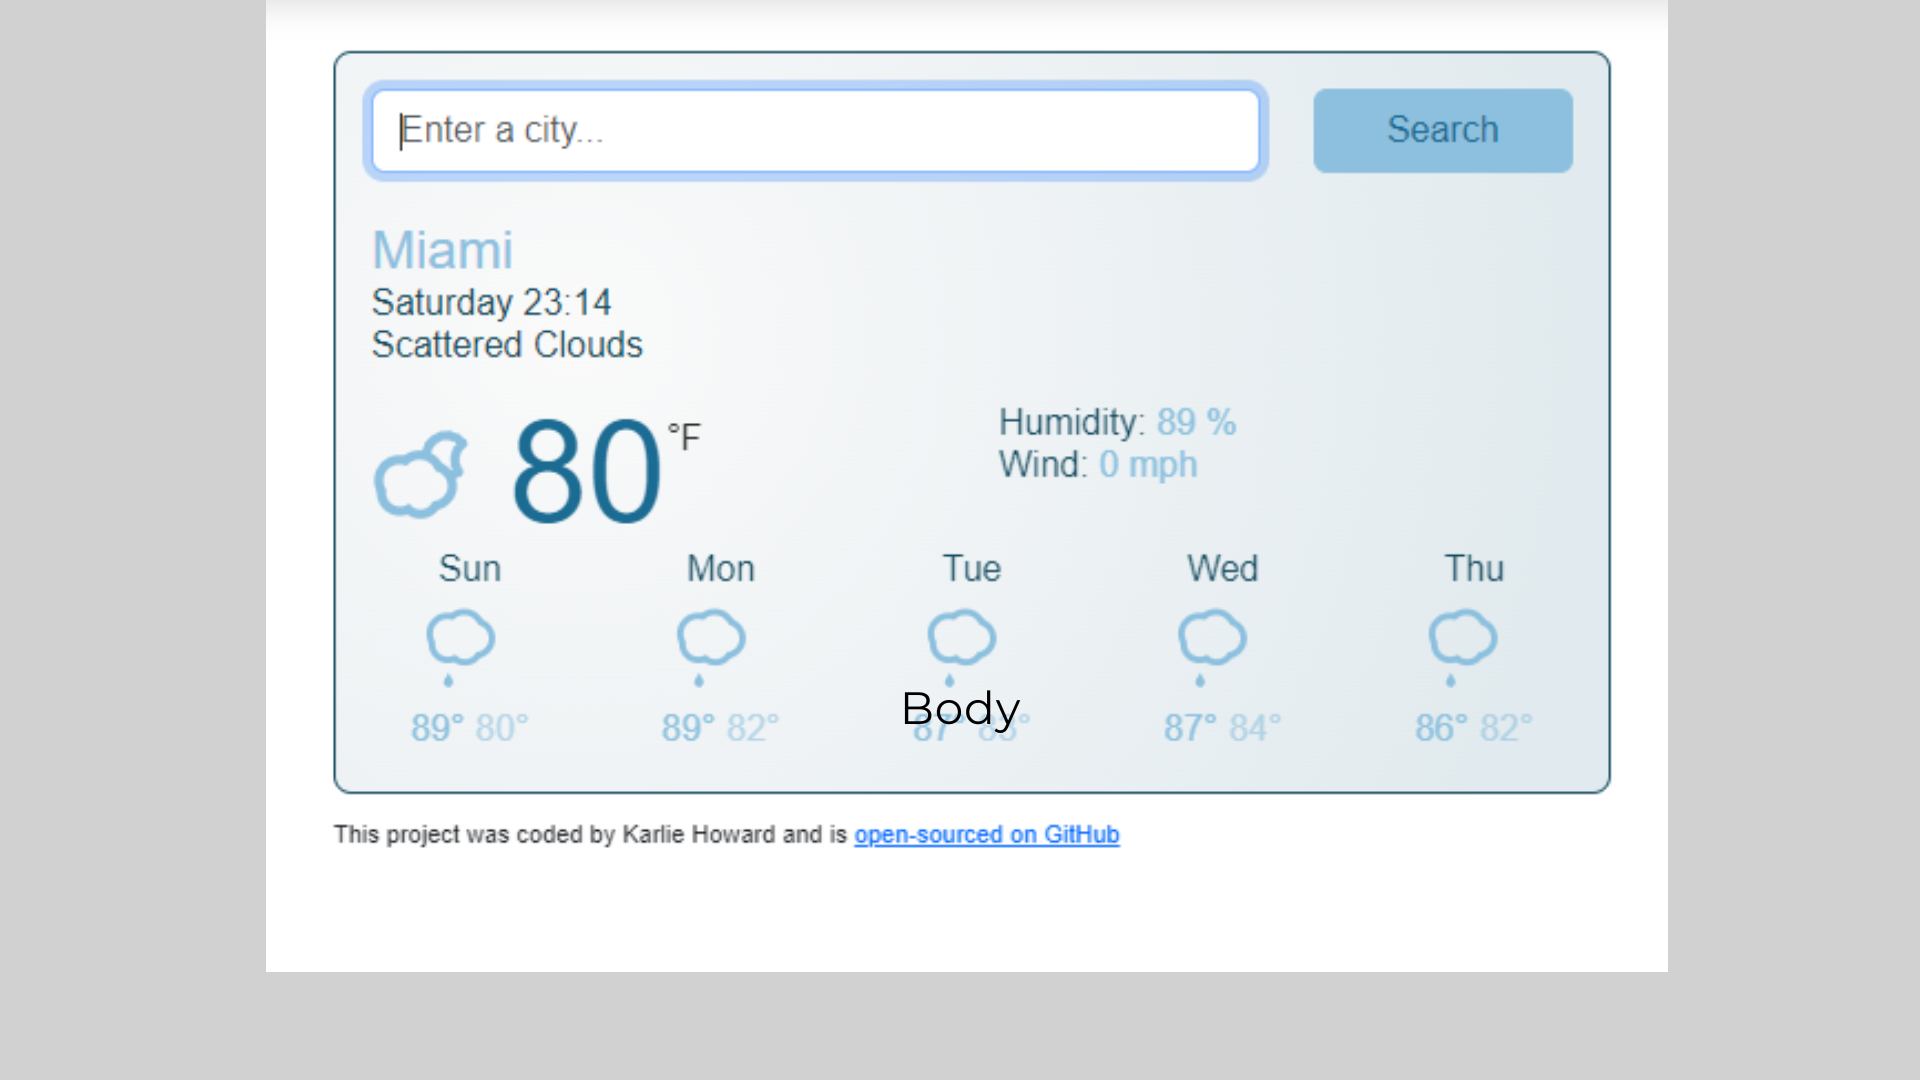 Enter a city...
Search
Miami
Saturday 23:14
Scattered Clouds
80 °F
Humidity: 89 %
Wind: 0 mph
Sun Mon Tue Wed Thu
Body
89° 80° 89° 82° 87° 83° 87° 84° 86° 82°
This project was coded by Karlie Howard and is open-sourced on GitHub